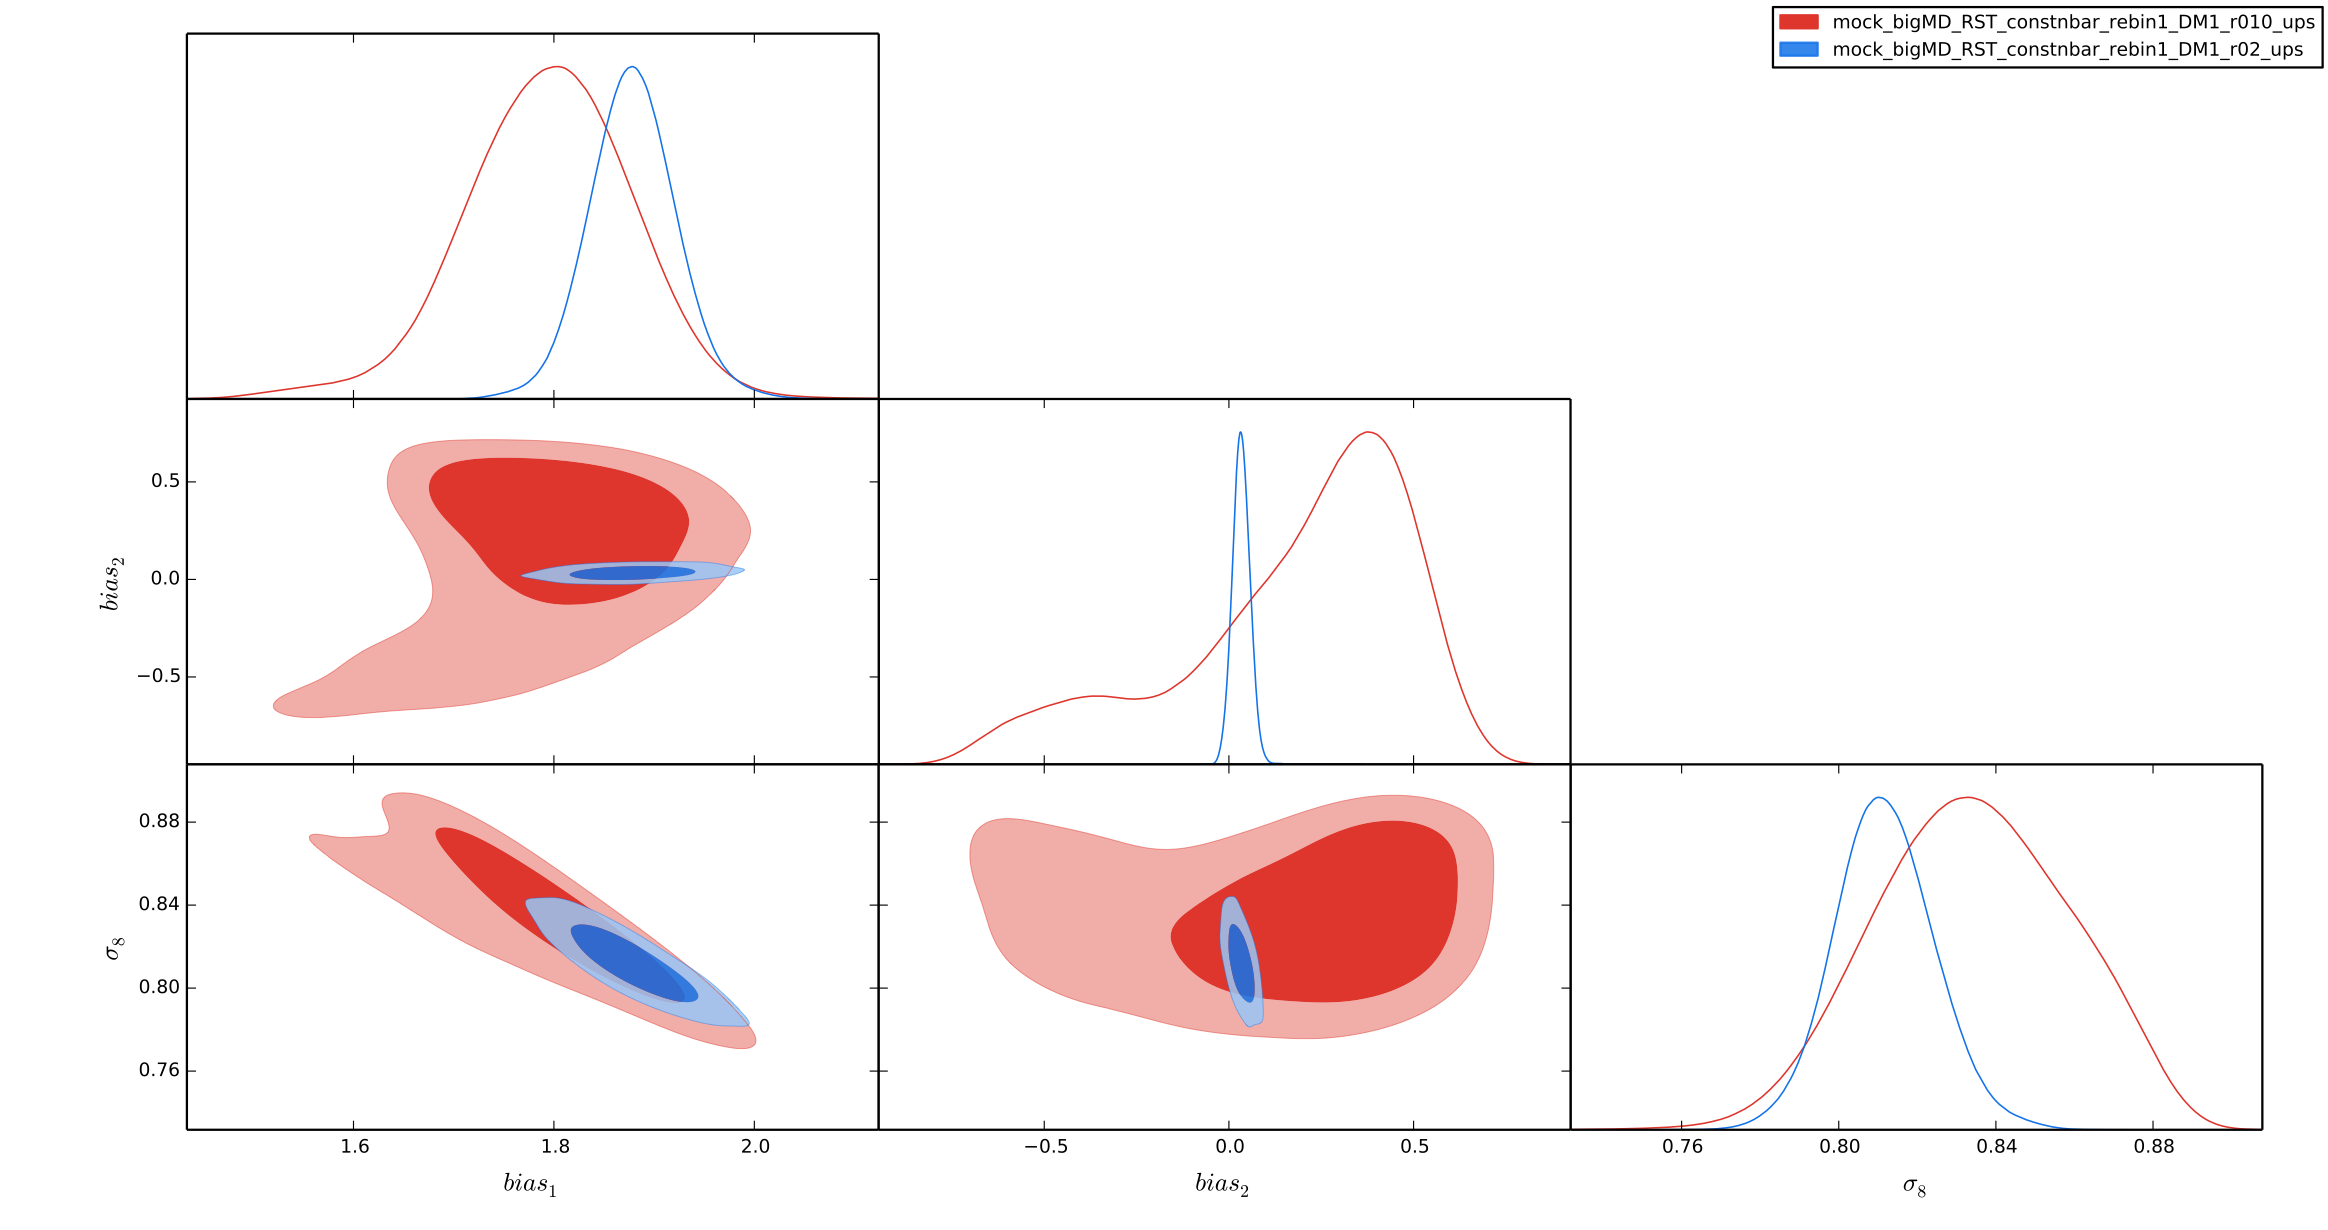 mock_bigMD_RST_constnbar_rebin1_DM1_r010_ups
mock_bigMD_RST_constnbar_rebin1_DM1_r02_ups
0.5
0.0
−0.5
bias₂
0.88
0.84
0.80
0.76
σ₈
1.6 1.8 2.0
bias₁
−0.5 0.0 0.5
bias₂
0.76 0.80 0.84 0.88
σ₈